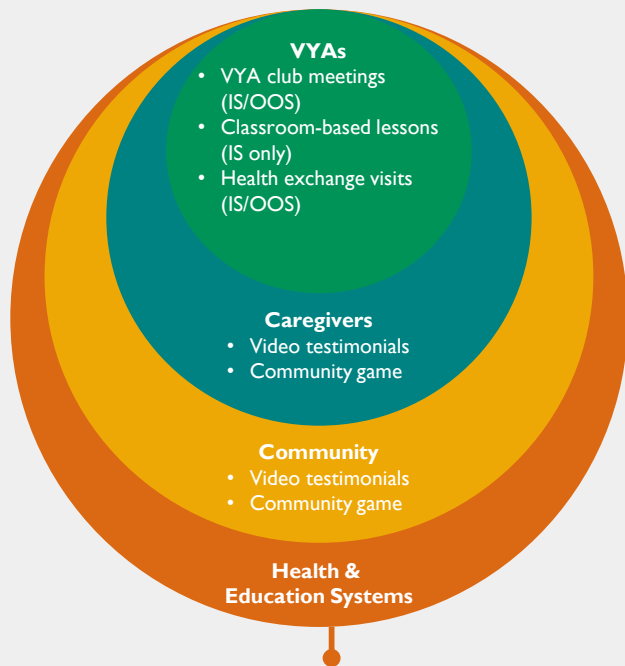 VYAs
• VYA club meetings
(IS/OOS)
• Classroom-based lessons
(IS only)
• Health exchange visits
(IS/OOS)
Caregivers
• Video testimonials
• Community game
Community
• Video testimonials
• Community game
Health &
Education Systems